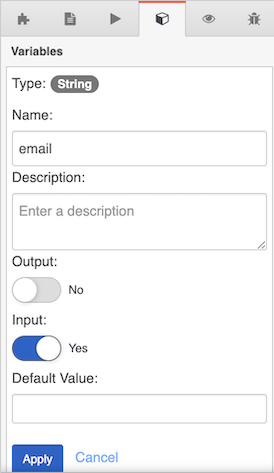 Variables
Type: String
Name:
email
Description:
Enter a description
Output:
No
Input:
Yes
Default Value:
Apply Cancel